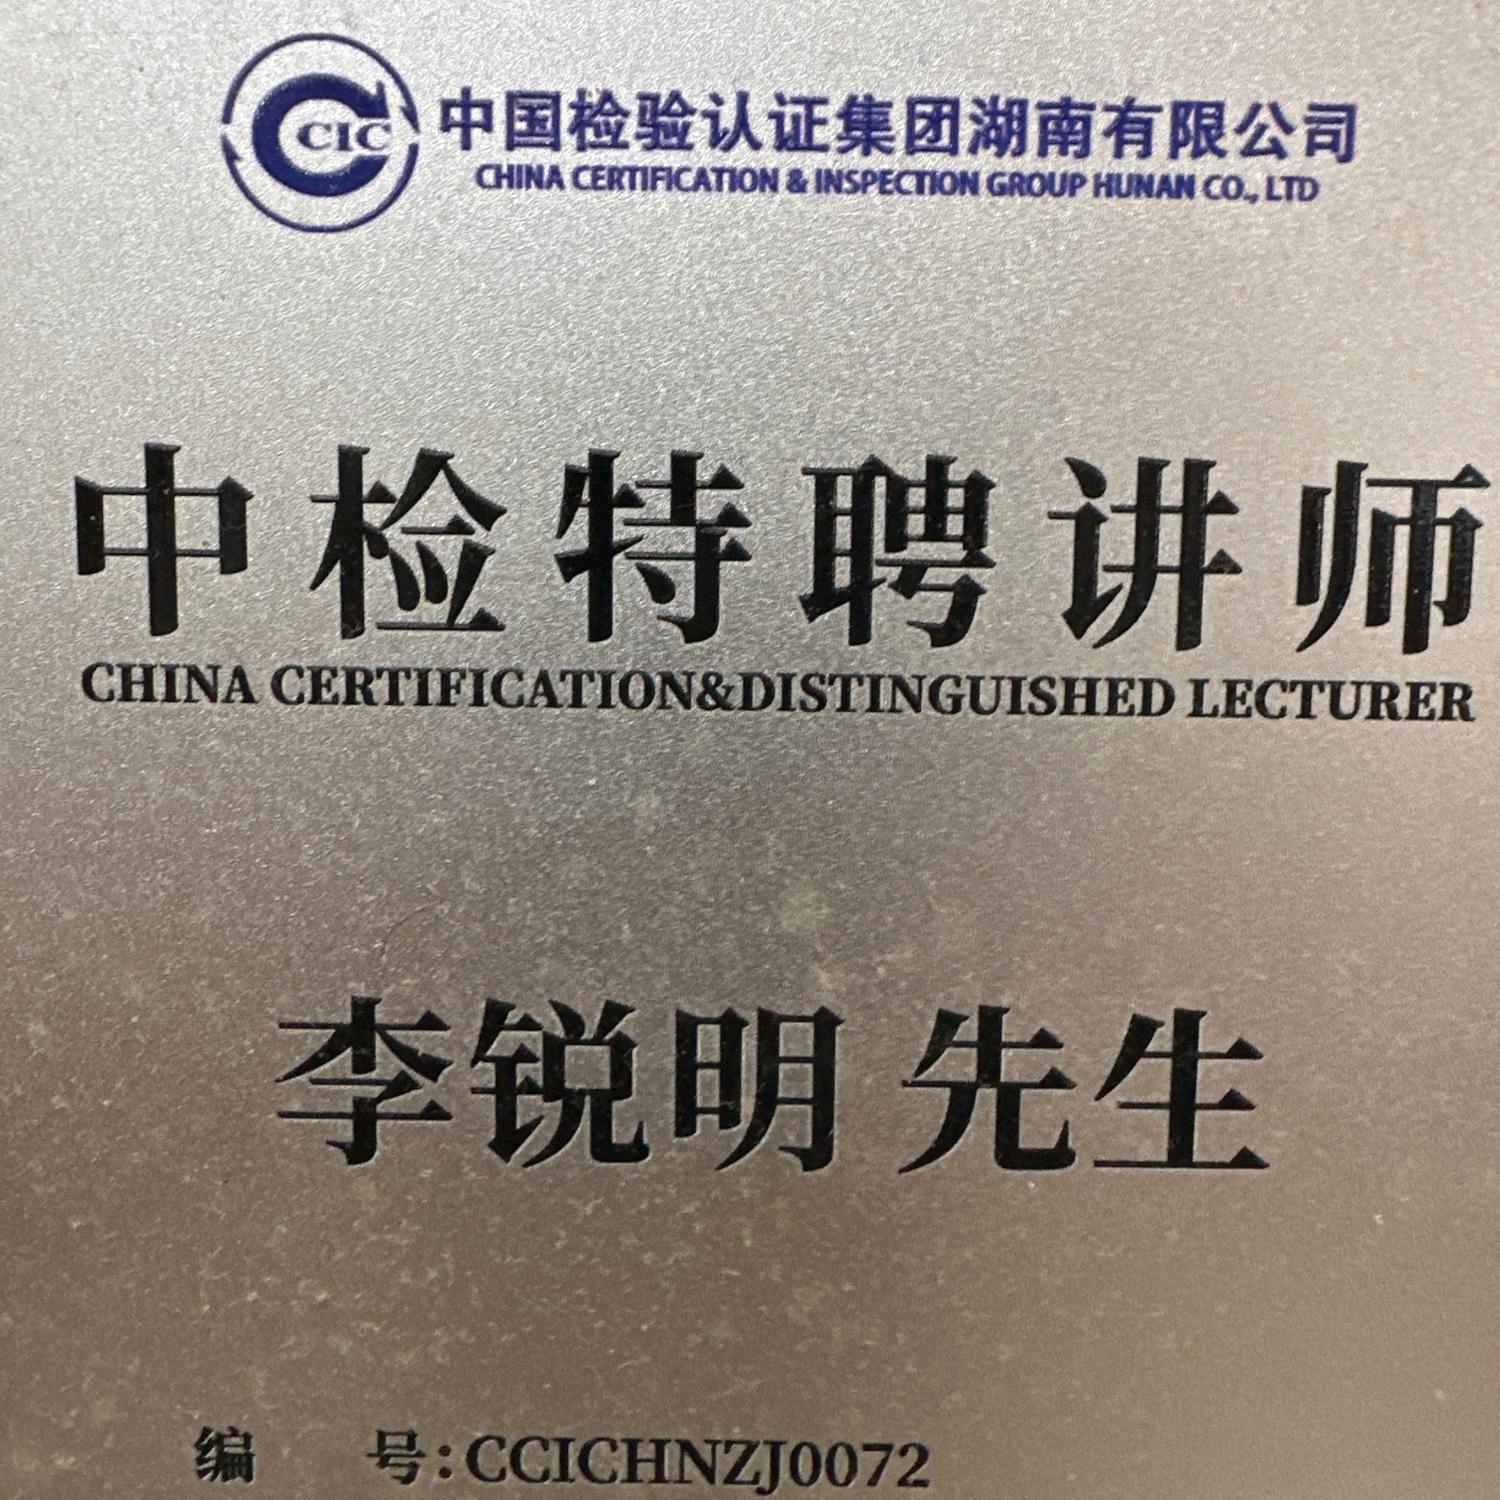 CCIC 中国检验认证集团湖南有限公司
CHINA CERTIFICATION & INSPECTION GROUP HUNAN CO., LTD
中检特聘讲师
CHINA CERTIFICATION&DISTINGUISHED LECTURER
李锐明 先生
编 号:CCICHNZJ0072